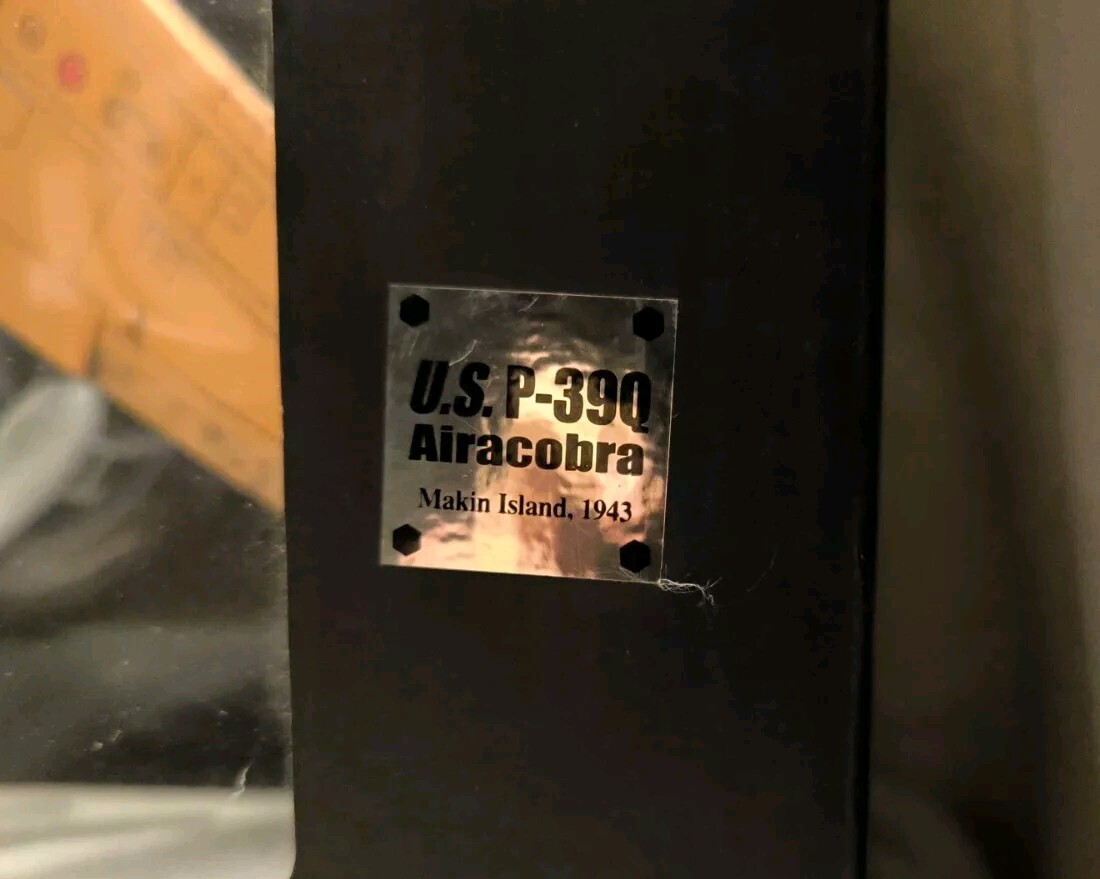 U.S. P-39Q
Airacobra
Makin Island, 1943